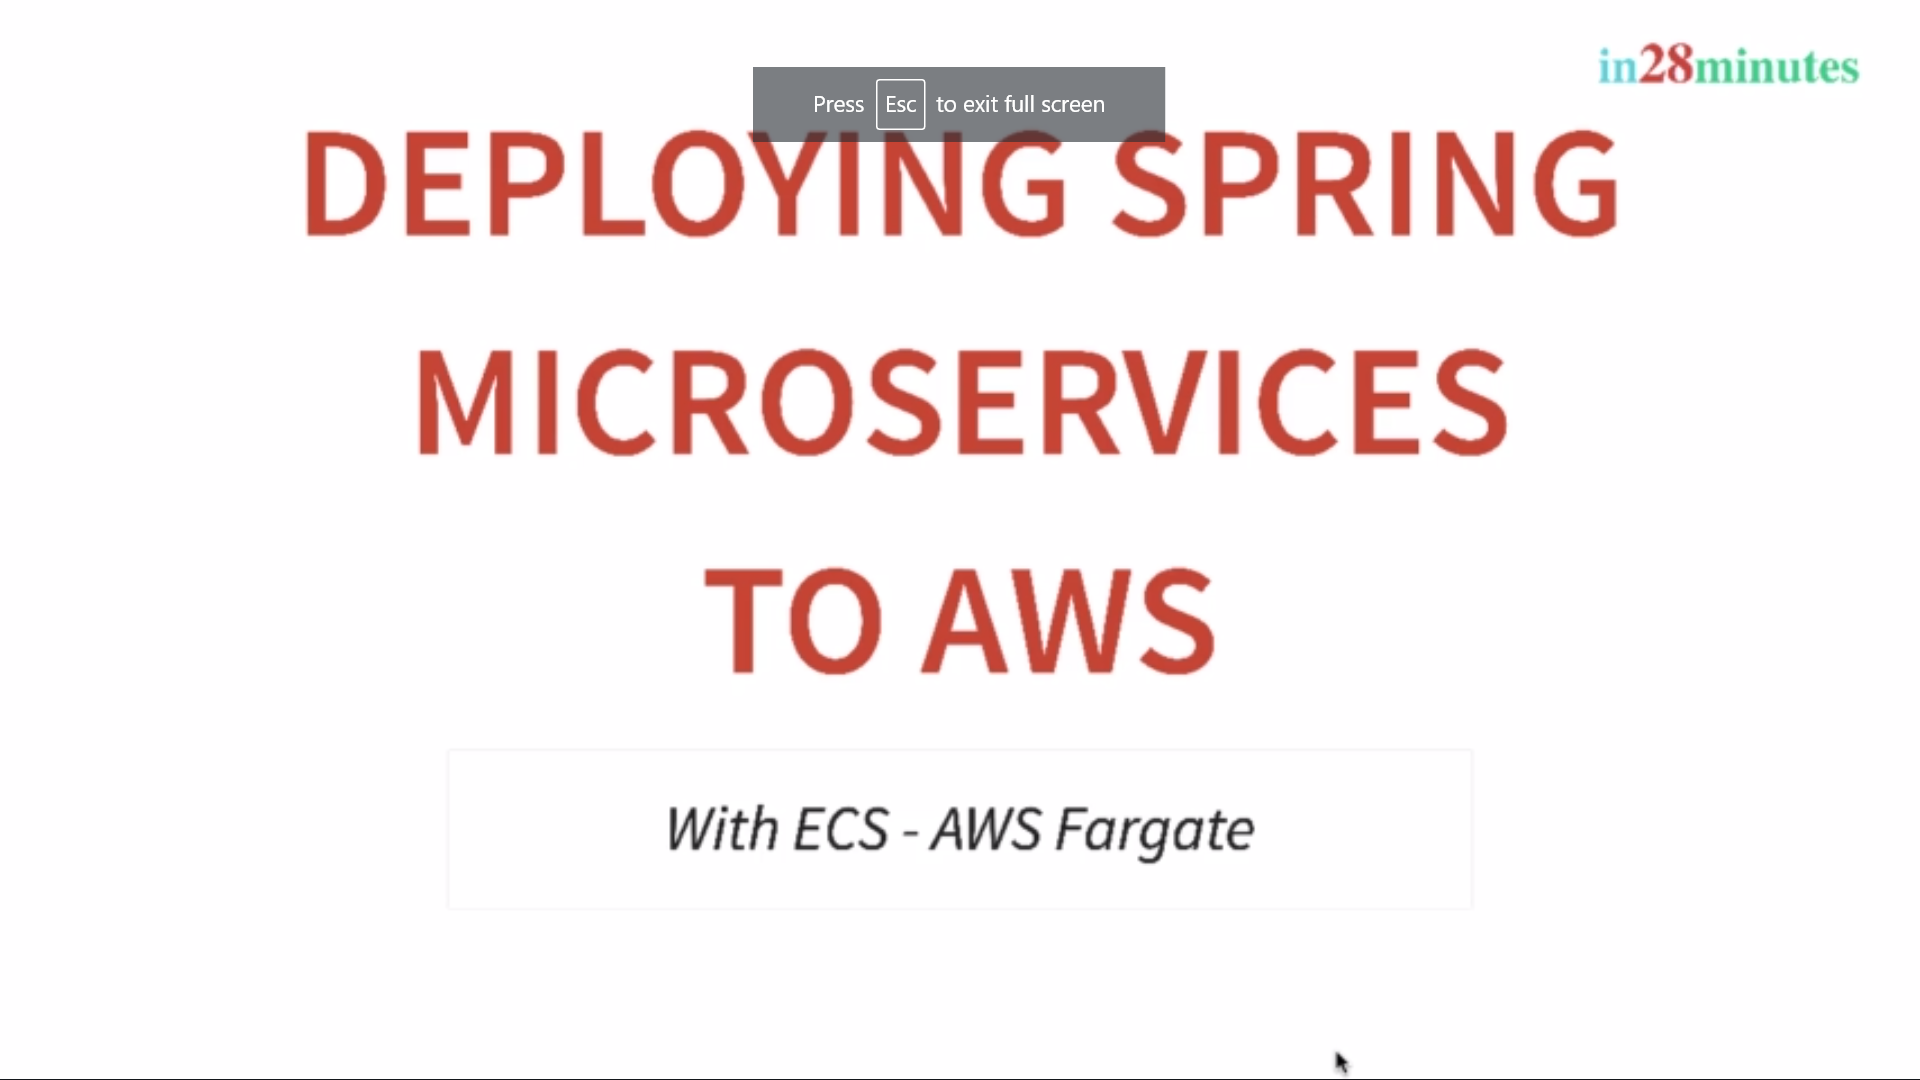 in28minutes
Press Esc to exit full screen
DEPLOYING SPRING
MICROSERVICES
TO AWS
With ECS - AWS Fargate